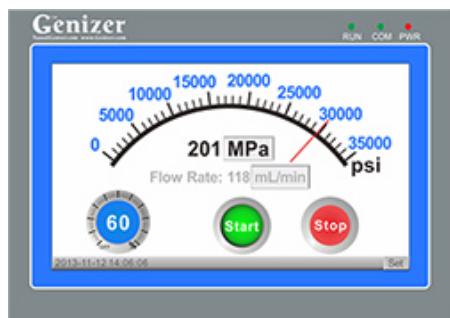 Genizer
RUN COM PWR
0 5000 10000 15000 20000 25000 30000 35000
psi
201 MPa
Flow Rate: 118 mL/min
60
Start
Stop
2013-11-12 14:06:06
Set